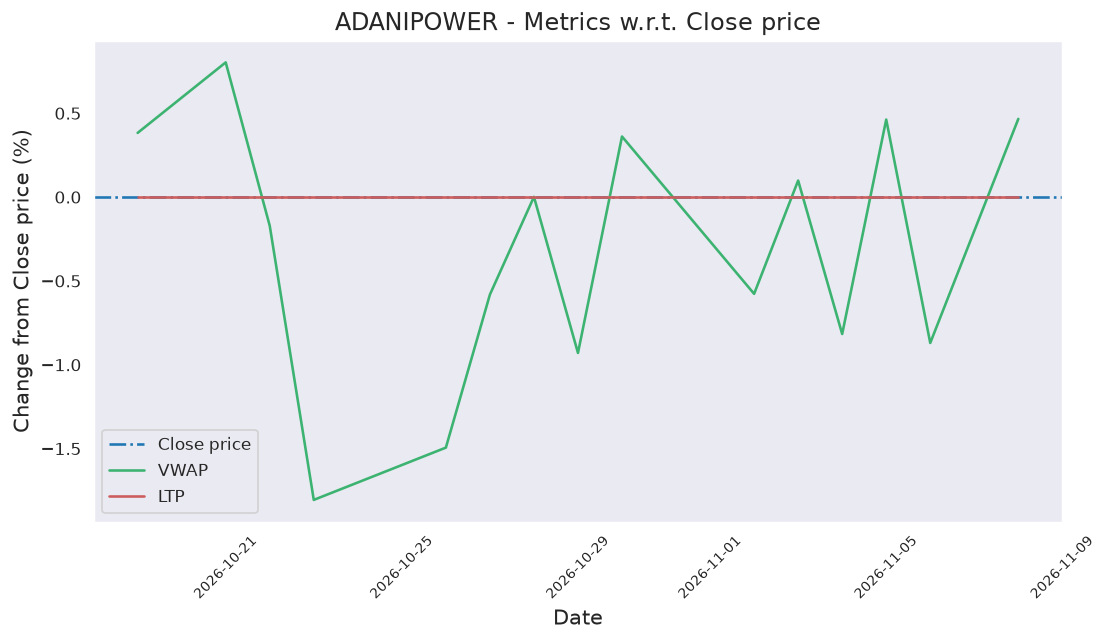 ADANIPOWER - Metrics w.r.t. Close price
Change from Close price (%)
0.5
0.0
−0.5
−1.0
−1.5
Close price
VWAP
LTP
2026-10-21
2026-10-25
2026-10-29
2026-11-01
2026-11-05
2026-11-09
Date